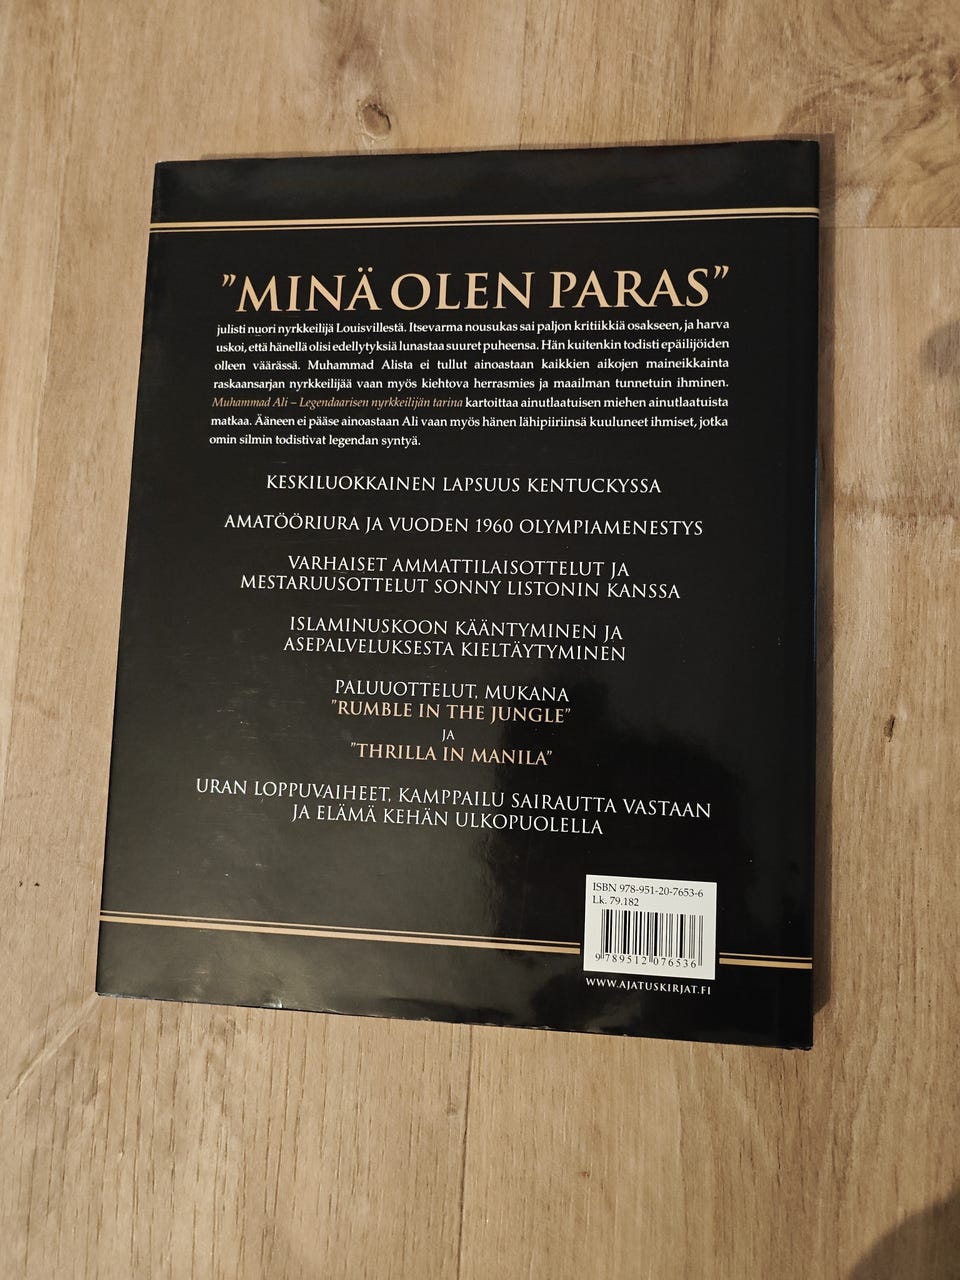 "MINÄ OLEN PARAS"
julisti nuori nyrkkeilijä Louisvillestä. Itsevarma nousukas sai paljon kritiikkiä osakseen, ja harva
uskoi, että hänellä olisi edellytyksiä lunastaa suuret puheensa. Hän kuitenkin todisti epäilijöiden
olleen väärässä. Muhammad Alista ei tullut ainoastaan kaikkien aikojen maineikkainta
raskaansarjan nyrkkeilijää vaan myös kiehtova herrasmies ja maailman tunnetuin ihminen.
Muhammad Ali – Legendaarisen nyrkkeilijän tarina kartoittaa ainutlaatuisen miehen ainutlaatuista
matkaa. Ääneen ei pääse ainoastaan Ali vaan myös hänen lähipiiriinsä kuuluneet ihmiset, jotka
omin silmin todistivat legendan syntyä.
KESKILUOKKAINEN LAPSUUS KENTUCKYSSA
AMATÖÖRIURA JA VUODEN 1960 OLYMPIAMENESTYS
VARHAISET AMMATTILAISOTTELUT JA
MESTARUUSOTTELUT SONNY LISTONIN KANSSA
ISLAMINUSKOON KÄÄNTYMINEN JA
ASEPALVELUKSESTA KIELTÄYTYMINEN
PALUUOTTELUT, MUKANA
"RUMBLE IN THE JUNGLE"
JA
"THRILLA IN MANILA"
URAN LOPPUVAIHEET, KAMPPAILU SAIRAUTTA VASTAAN
JA ELÄMÄ KEHÄN ULKOPUOLELLA
ISBN 978-951-20-7653-6
Lk. 79.182
9 789512 076536
WWW.AJATUSKIRJAT.FI